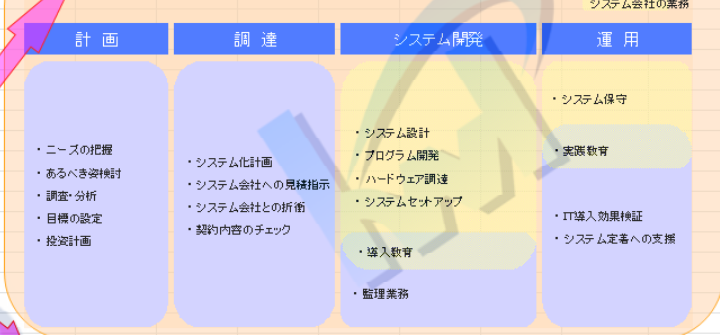 システム会社の業務
計 画
調 達
システム開発
運 用
・ニーズの把握
・あるべき姿検討
・調査・分析
・目標の設定
・投資計画
・システム化計画
・システム会社への見積指示
・システム会社との折衝
・契約内容のチェック
・システム設計
・プログラム開発
・ハードウェア調達
・システムセットアップ
・導入教育
・監理業務
・システム保守
・実践教育
・IT導入効果検証
・システム定着への支援